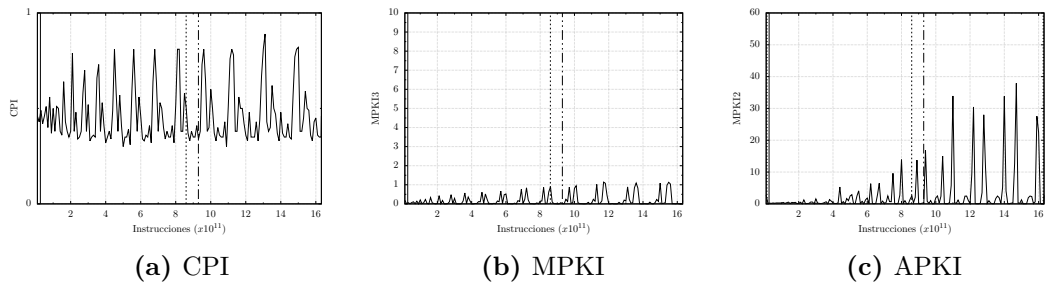 1
CPI
0
2 4 6 8 10 12 14 16
Instrucciones (x10^11)
(a) CPI
10
9
8
7
6
5
4
3
2
1
0
MPKI3
2 4 6 8 10 12 14 16
Instrucciones (x10^11)
(b) MPKI
60
50
40
30
20
10
0
MPKI2
2 4 6 8 10 12 14 16
Instrucciones (x10^11)
(c) APKI